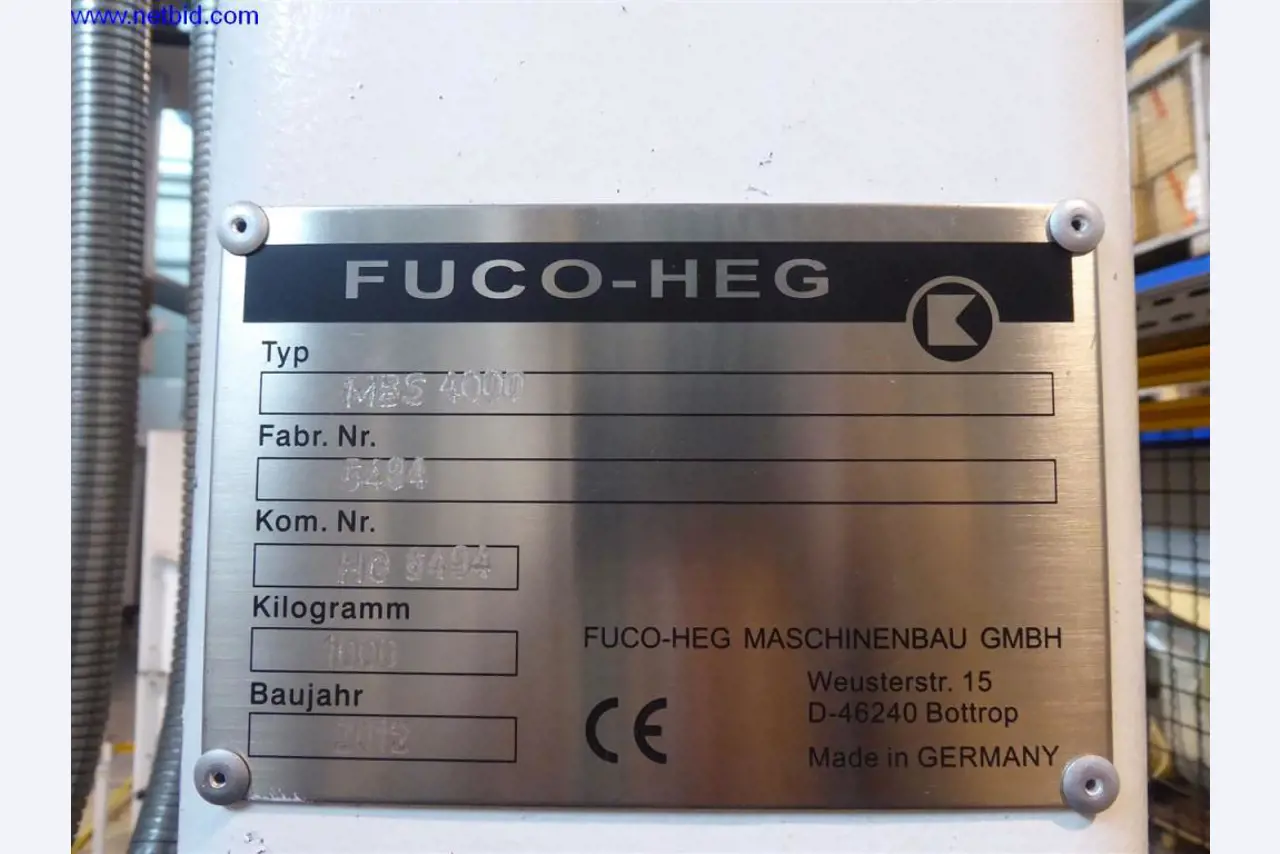 www.netbid.com
FUCO-HEG
Typ
MBS 4000
Fabr. Nr.
5494
Kom. Nr.
HG 5494
Kilogramm
1000
Baujahr
FUCO-HEG MASCHINENBAU GMBH
Weusterstr. 15
D-46240 Bottrop
CE
Made in GERMANY